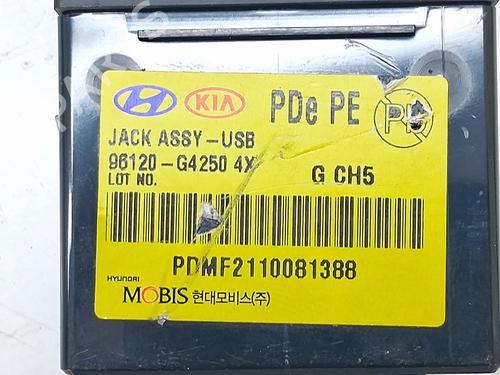 KIA PDe PE
JACK ASSY-USB
96120-G4250 4X G CH5
LOT NO.
PDMF2110081388
HYUNDAI
MOBIS 현대모비스(주)